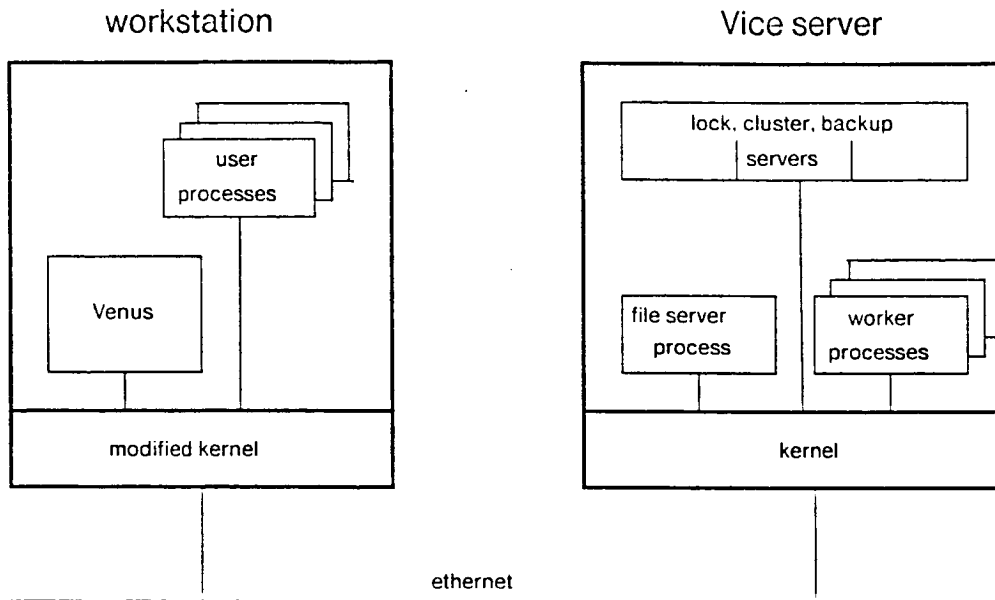 workstation
Vice server
user
processes
Venus
modified kernel
lock, cluster, backup
servers
file server
process
worker
processes
kernel
ethernet